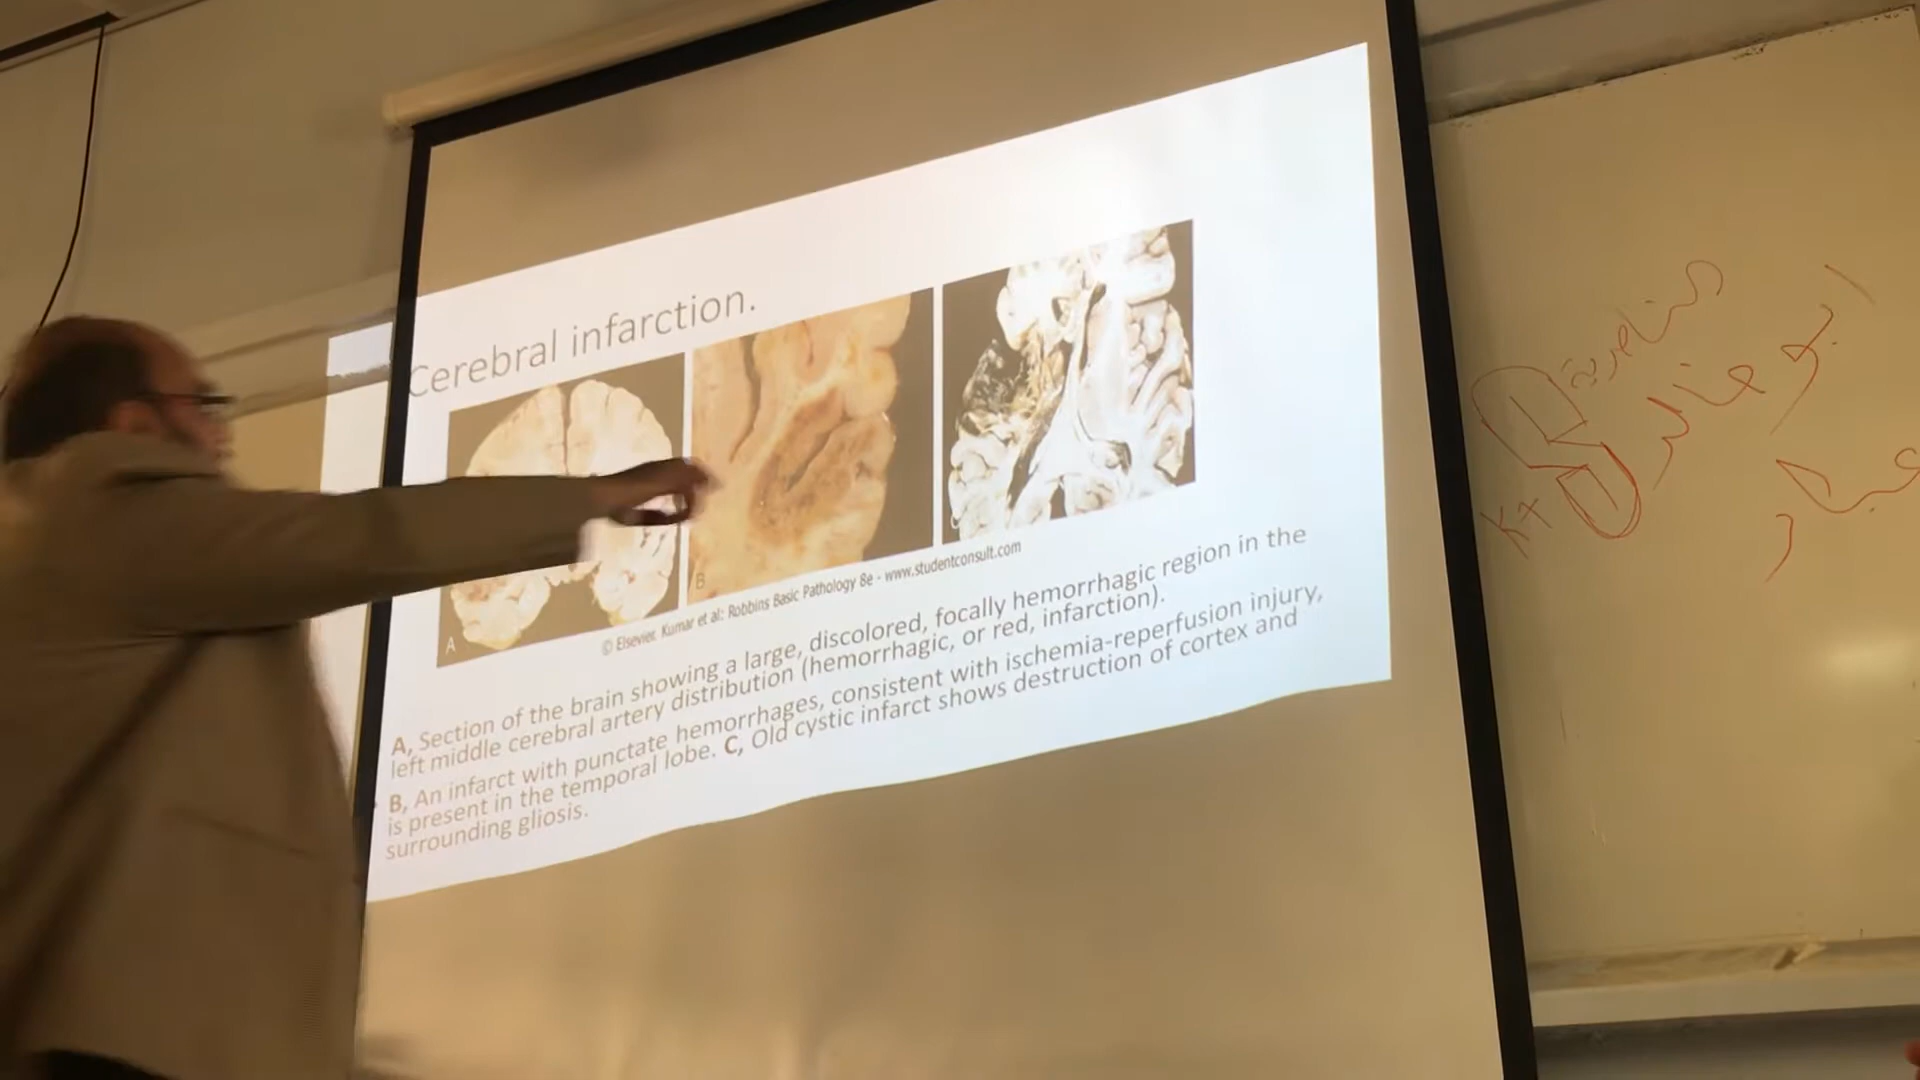 Cerebral infarction.
A
B
© Elsevier. Kumar et al: Robbins Basic Pathology 8e - www.studentconsult.com
A, Section of the brain showing a large, discolored, focally hemorrhagic region in the
left middle cerebral artery distribution (hemorrhagic, or red, infarction).
B, An infarct with punctate hemorrhages, consistent with ischemia-reperfusion injury,
is present in the temporal lobe. C, Old cystic infarct shows destruction of cortex and
surrounding gliosis.